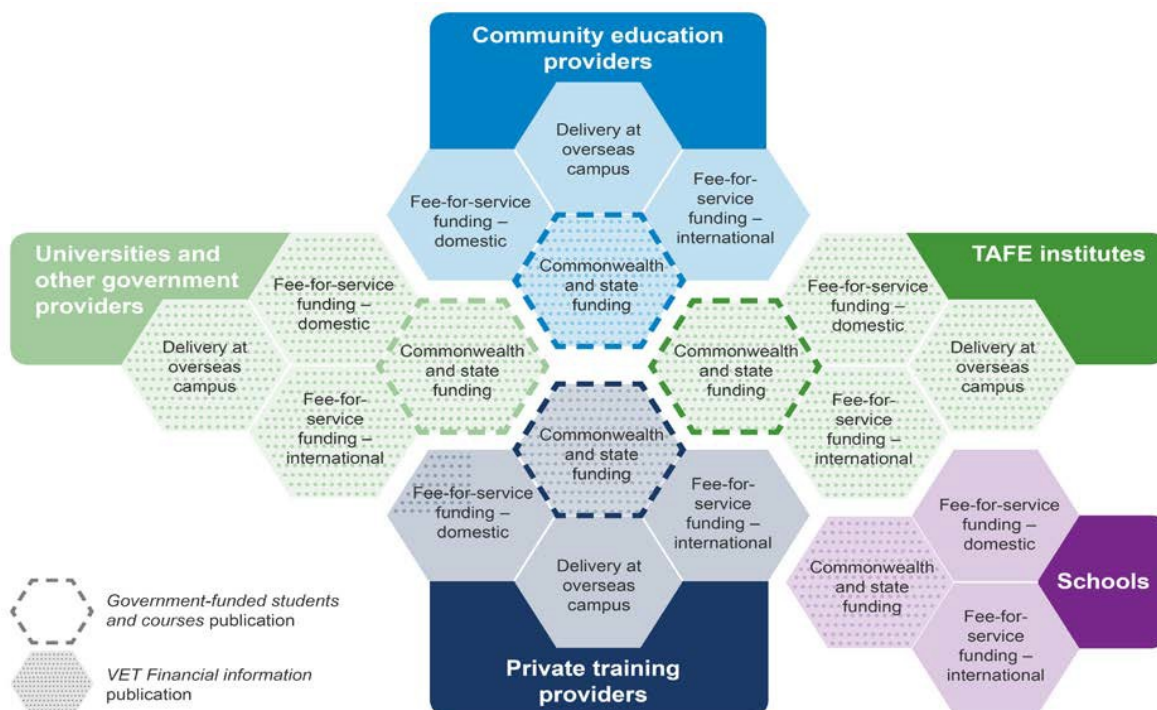 Community education
providers
Delivery at
overseas
campus
Fee-for-service
funding –
domestic
Fee-for-
service
funding –
international
Commonwealth
and state
funding
Universities and
other government
providers
Fee-for-service
funding –
domestic
Delivery at
overseas
campus
Fee-for-
service
funding –
international
Commonwealth
and state
funding
TAFE institutes
Fee-for-service
funding –
domestic
Commonwealth
and state
funding
Delivery at
overseas
campus
Fee-for-
service
funding –
international
Commonwealth
and state
funding
Fee-for-service
funding –
domestic
Fee-for-
service
funding –
international
Delivery at
overseas
campus
Private training
providers
Fee-for-service
funding –
domestic
Commonwealth
and state
funding
Schools
Fee-for-
service
funding –
international
Government-funded students
and courses publication
VET Financial information
publication